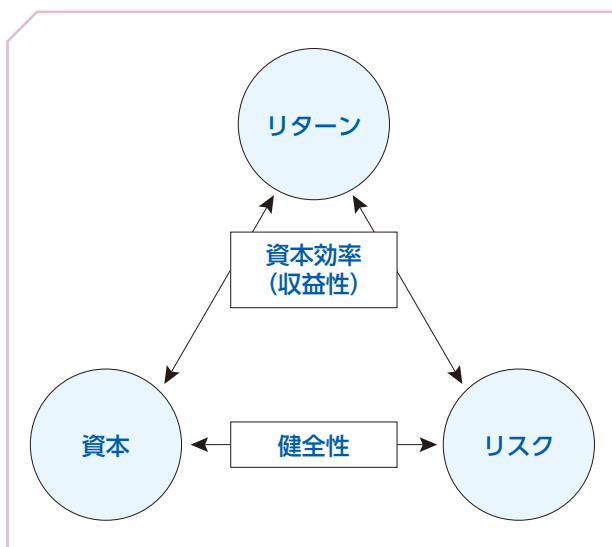 リターン
資本効率
(収益性)
資本
健全性
リスク